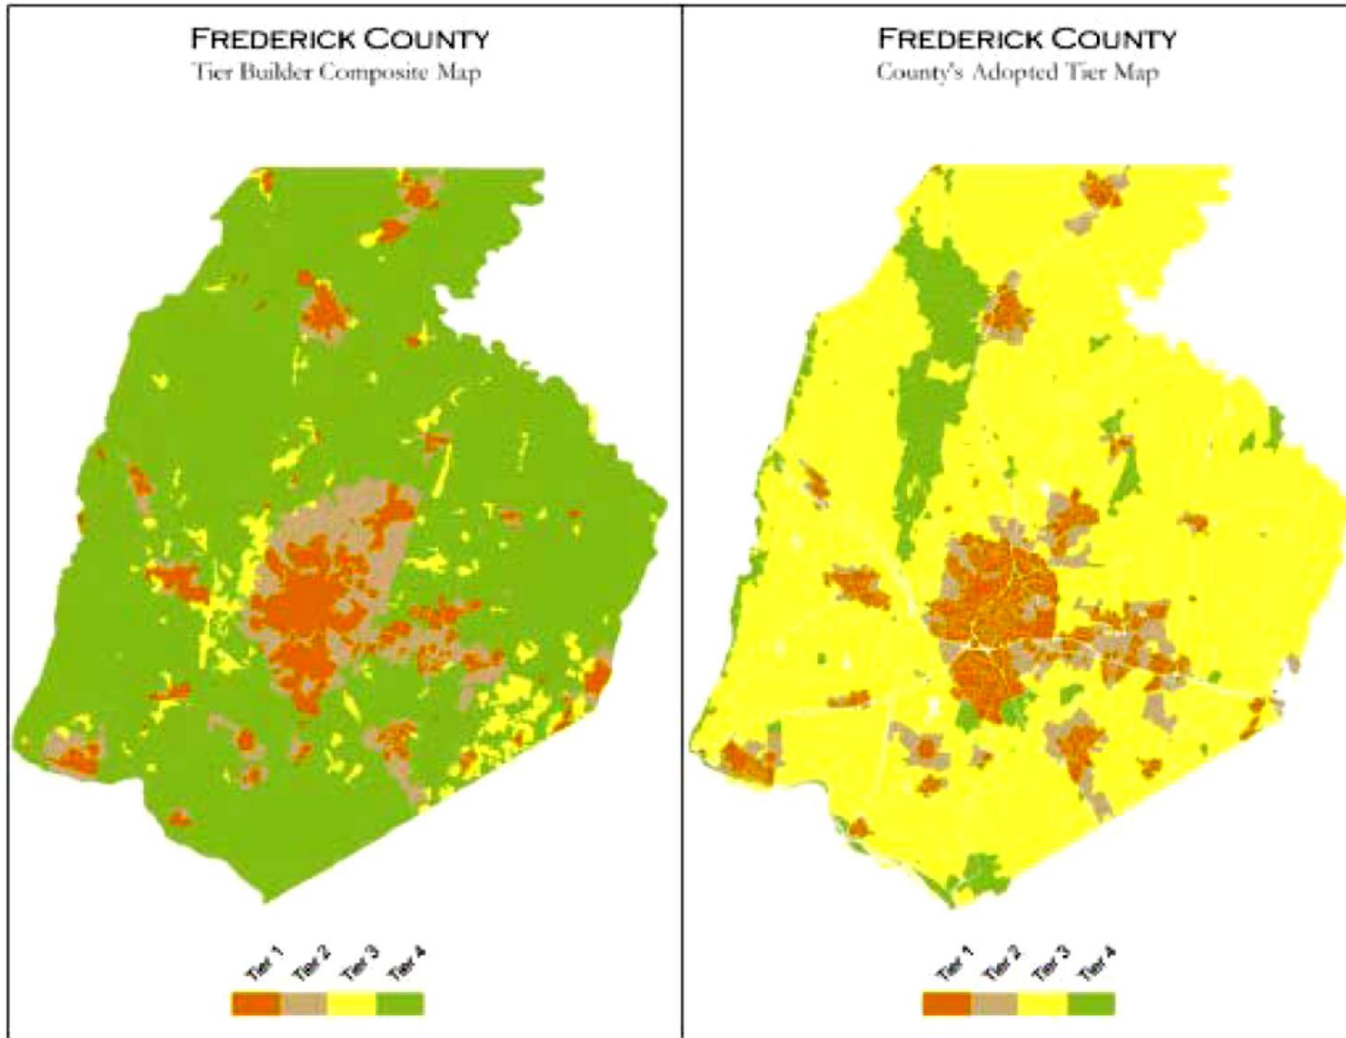 FREDERICK COUNTY
Tier Builder Composite Map
Tier 1
Tier 2
Tier 3
Tier 4
FREDERICK COUNTY
County's Adopted Tier Map
Tier 1
Tier 2
Tier 3
Tier 4